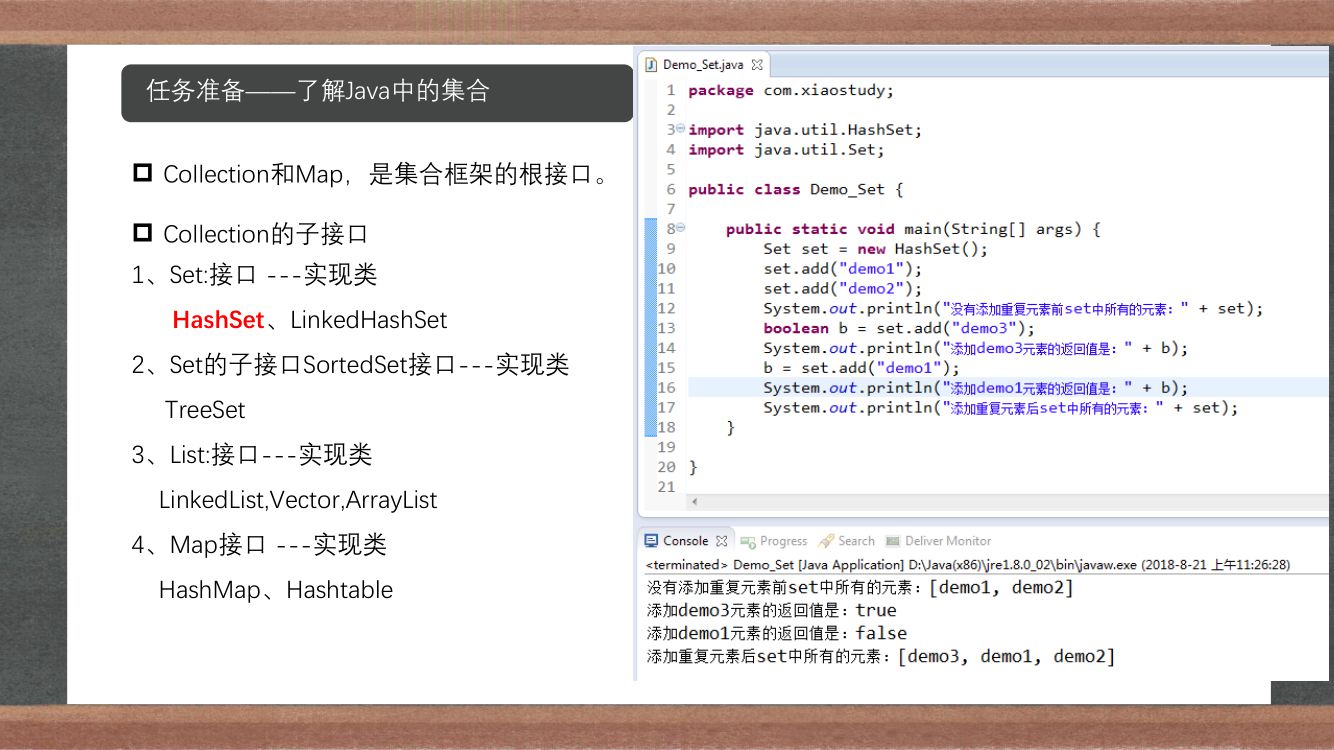 任务准备——了解Java中的集合
Collection和Map，是集合框架的根接口。
Collection的子接口
1、Set:接口 ---实现类
HashSet、LinkedHashSet
2、Set的子接口SortedSet接口---实现类
TreeSet
3、List:接口---实现类
LinkedList,Vector,ArrayList
4、Map接口 ---实现类
HashMap、Hashtable
Demo_Set.java
1 package com.xiaostudy;
2
3 import java.util.HashSet;
4 import java.util.Set;
5
6 public class Demo_Set {
7
8 public static void main(String[] args) {
9 Set set = new HashSet();
10 set.add("demo1");
11 set.add("demo2");
12 System.out.println("没有添加重复元素前set中所有的元素：" + set);
13 boolean b = set.add("demo3");
14 System.out.println("添加demo3元素的返回值是：" + b);
15 b = set.add("demo1");
16 System.out.println("添加demo1元素的返回值是：" + b);
17 System.out.println("添加重复元素后set中所有的元素：" + set);
18 }
19
20 }
21
Console Progress Search Deliver Monitor
<terminated> Demo_Set [Java Application] D:\Java(x86)\jre1.8.0_02\bin\javaw.exe (2018-8-21 上午11:26:28)
没有添加重复元素前set中所有的元素：[demo1, demo2]
添加demo3元素的返回值是：true
添加demo1元素的返回值是：false
添加重复元素后set中所有的元素：[demo3, demo1, demo2]